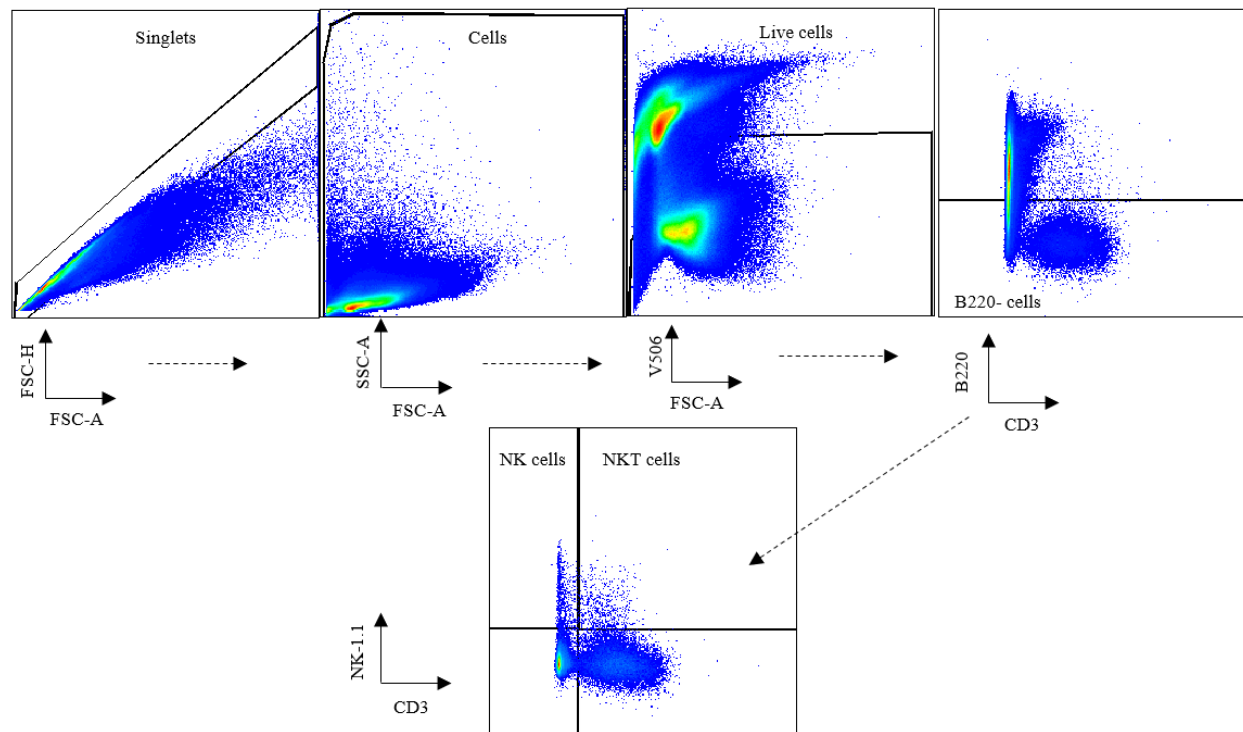 Singlets
Cells
Live cells
B220- cells
FSC-H
FSC-A
SSC-A
FSC-A
V506
FSC-A
B220
CD3
NK cells
NKT cells
NK-1.1
CD3